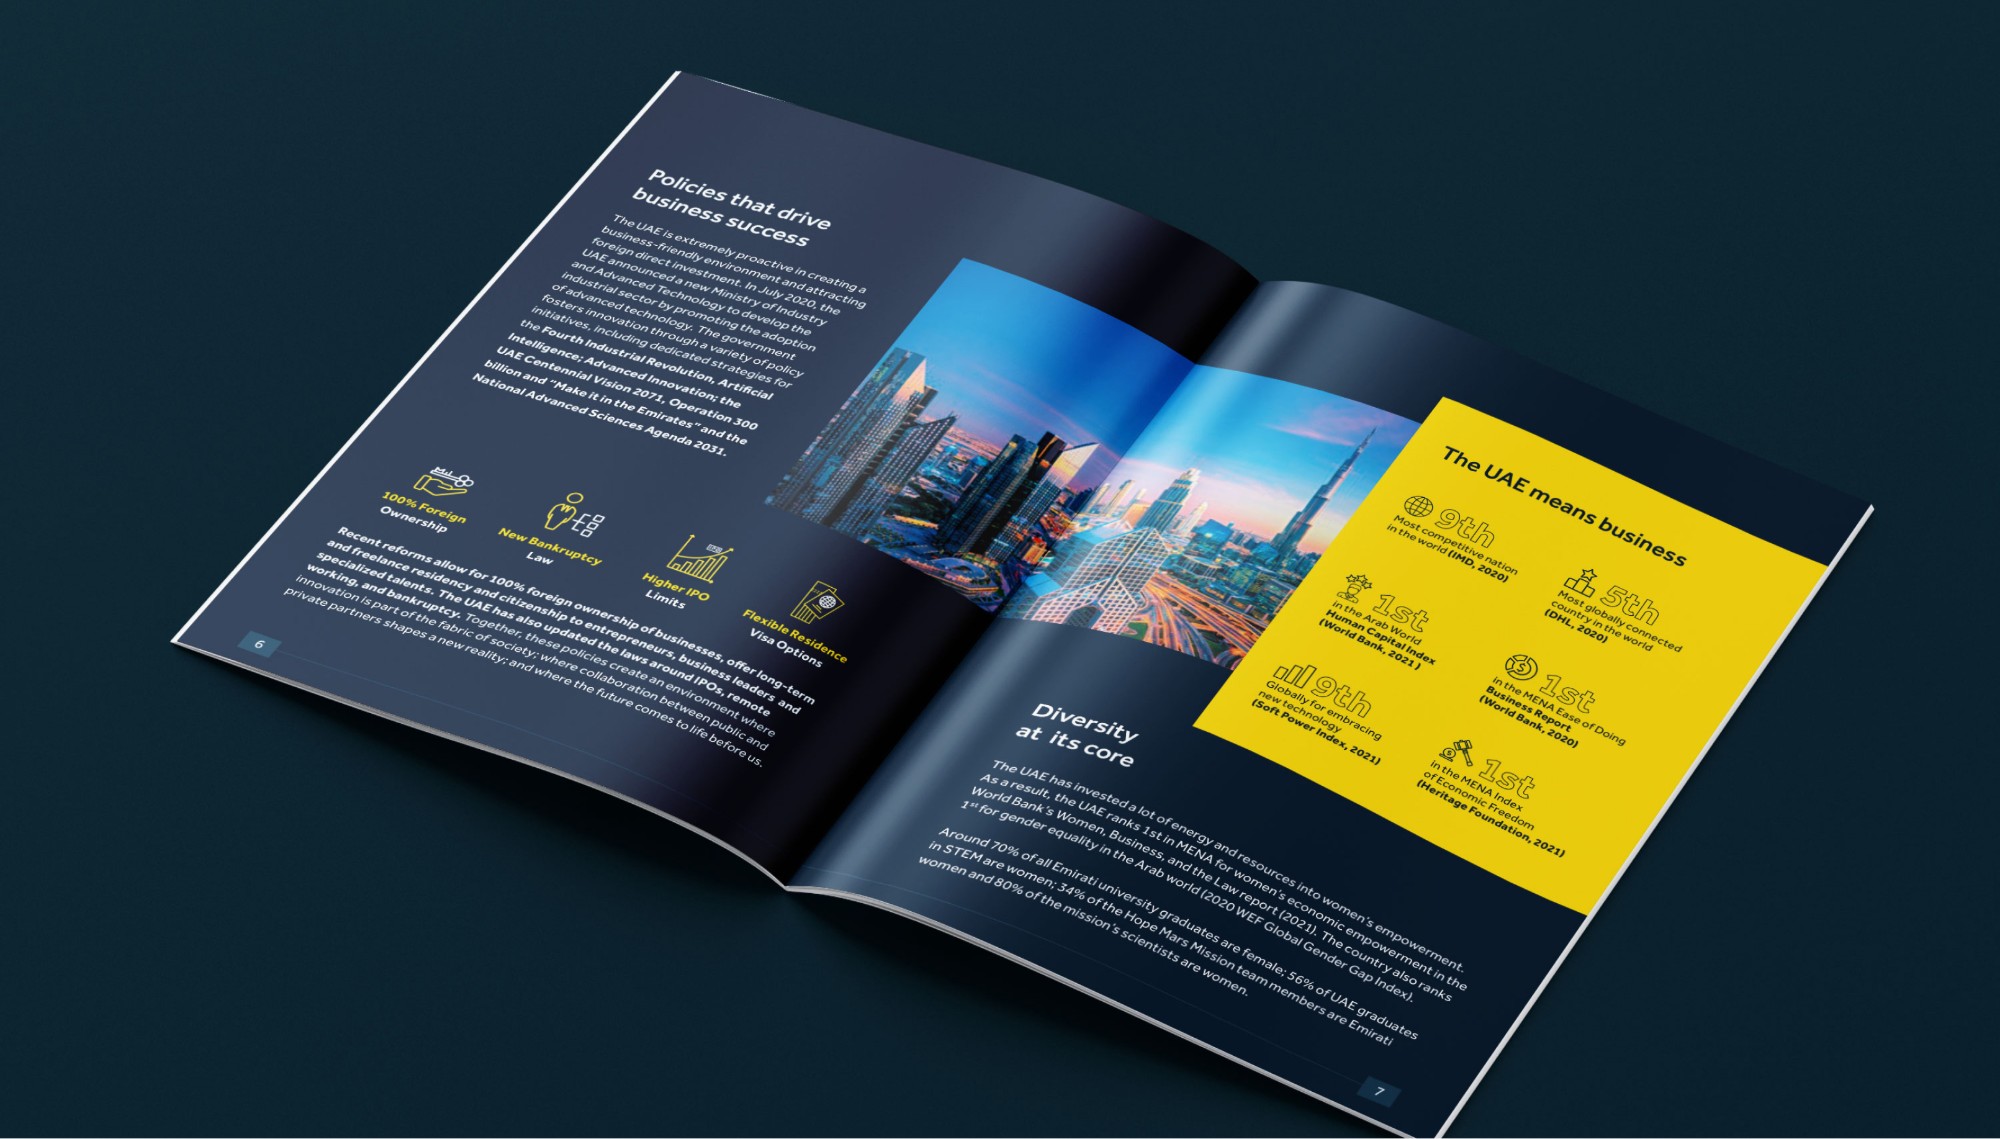 Policies that drive
business success
The UAE is extremely proactive in creating a
business-friendly environment and attracting
foreign direct investment. In July 2020, the
UAE announced a new Ministry of Industry
and Advanced Technology to develop the
industrial sector by promoting the adoption
of advanced technology. The government
fosters innovation through a variety of policy
initiatives, including dedicated strategies for
the Fourth Industrial Revolution, Artificial
Intelligence; Advanced Innovation; the
UAE Centennial Vision 2071, Operation 300
billion and “Make it in the Emirates” and the
National Advanced Sciences Agenda 2031.
100% Foreign
Ownership
New Bankruptcy
Law
Higher IPO
Limits
Flexible Residence
Visa Options
Recent reforms allow for 100% foreign ownership of businesses, offer long-term
and freelance residency and citizenship to entrepreneurs, business leaders and
specialized talents. The UAE has also updated the laws around IPOs, remote
working, and bankruptcy. Together, these policies create an environment where
innovation is part of the fabric of society; where collaboration between public and
private partners shapes a new reality; and where the future comes to life before us.
6
The UAE means business
9th
Most competitive nation
in the world (IMD, 2020)
5th
Most globally connected
country in the world
(DHL, 2020)
1st
in the Arab World
Human Capital Index
(World Bank, 2021)
1st
in the MENA Ease of Doing
Business Report
(World Bank, 2020)
9th
Globally for embracing
new technology
(Soft Power Index, 2021)
1st
in the MENA Index
of Economic Freedom
(Heritage Foundation, 2021)
Diversity
at its core
The UAE has invested a lot of energy and resources into women's empowerment.
As a result, the UAE ranks 1st in MENA for women's economic empowerment in the
World Bank's Women, Business, and the Law report (2021). The country also ranks
1st for gender equality in the Arab world (2020 WEF Global Gender Gap Index).
Around 70% of all Emirati university graduates are female; 56% of UAE graduates
in STEM are women; 34% of the Hope Mars Mission team members are Emirati
women and 80% of the mission's scientists are women.
7